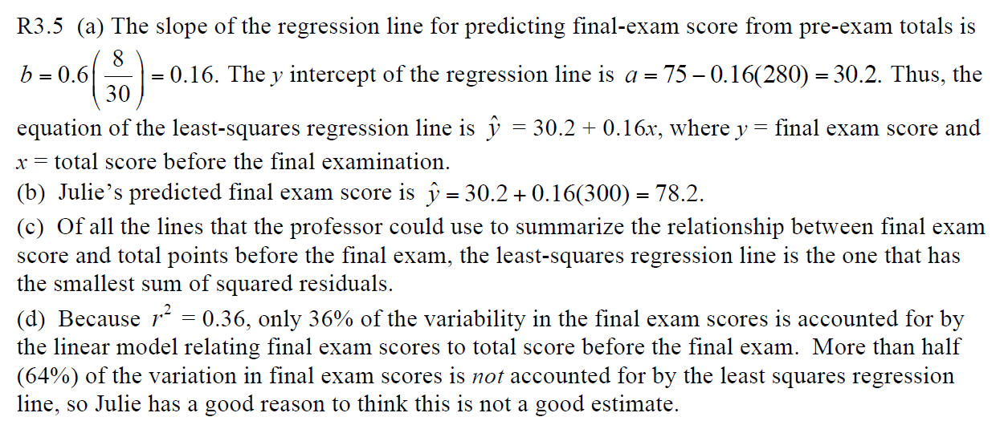 R3.5 (a) The slope of the regression line for predicting final-exam score from pre-exam totals is
b = 0.6(8/30) = 0.16. The y intercept of the regression line is a = 75 – 0.16(280) = 30.2. Thus, the
equation of the least-squares regression line is ŷ = 30.2 + 0.16x, where y = final exam score and
x = total score before the final examination.
(b) Julie’s predicted final exam score is ŷ = 30.2 + 0.16(300) = 78.2.
(c) Of all the lines that the professor could use to summarize the relationship between final exam
score and total points before the final exam, the least-squares regression line is the one that has
the smallest sum of squared residuals.
(d) Because r² = 0.36, only 36% of the variability in the final exam scores is accounted for by
the linear model relating final exam scores to total score before the final exam. More than half
(64%) of the variation in final exam scores is not accounted for by the least squares regression
line, so Julie has a good reason to think this is not a good estimate.